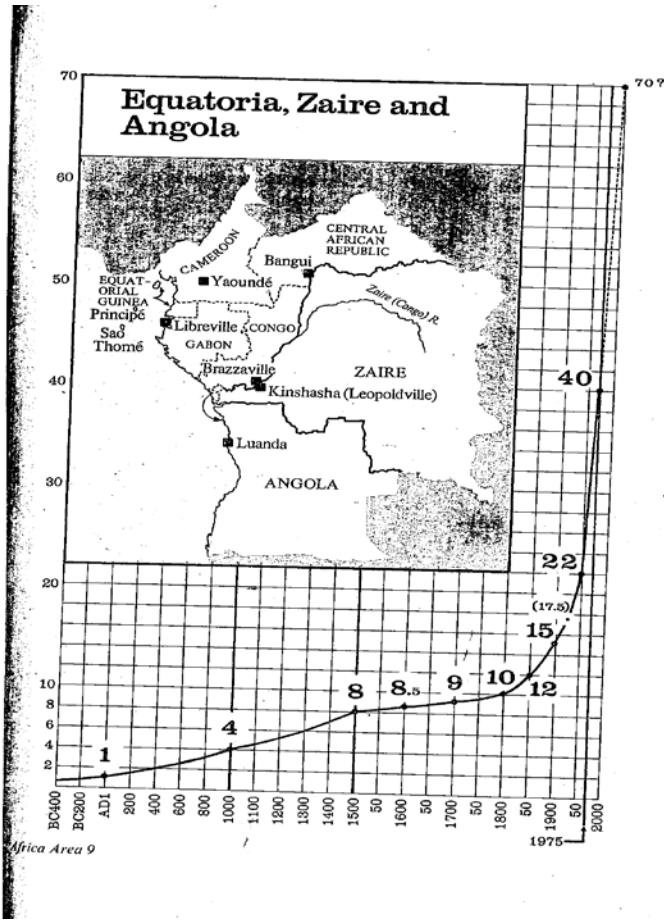 70
70?
Equatoria, Zaire and
Angola
60
CENTRAL
AFRICAN
REPUBLIC
CAMEROON
Bangui
50
EQUAT-
ORIAL
GUINEA
Yaoundé
Zaire (Congo) R.
Principé
Sao
Thomé
Libreville
CONGO
GABON
40
Brazzaville
ZAIRE
40
Kinshasha (Leopoldville)
Luanda
30
ANGOLA
22
20
(17.5)
15
10
8
8.5
9
10
12
8
6
4
4
2
1
BC400
BC200
AD1
200
400
600
800
1000
1100
1200
1300
1400
1500
50
1600
50
1700
50
1800
50
1900
50
2000
1975
Africa Area 9